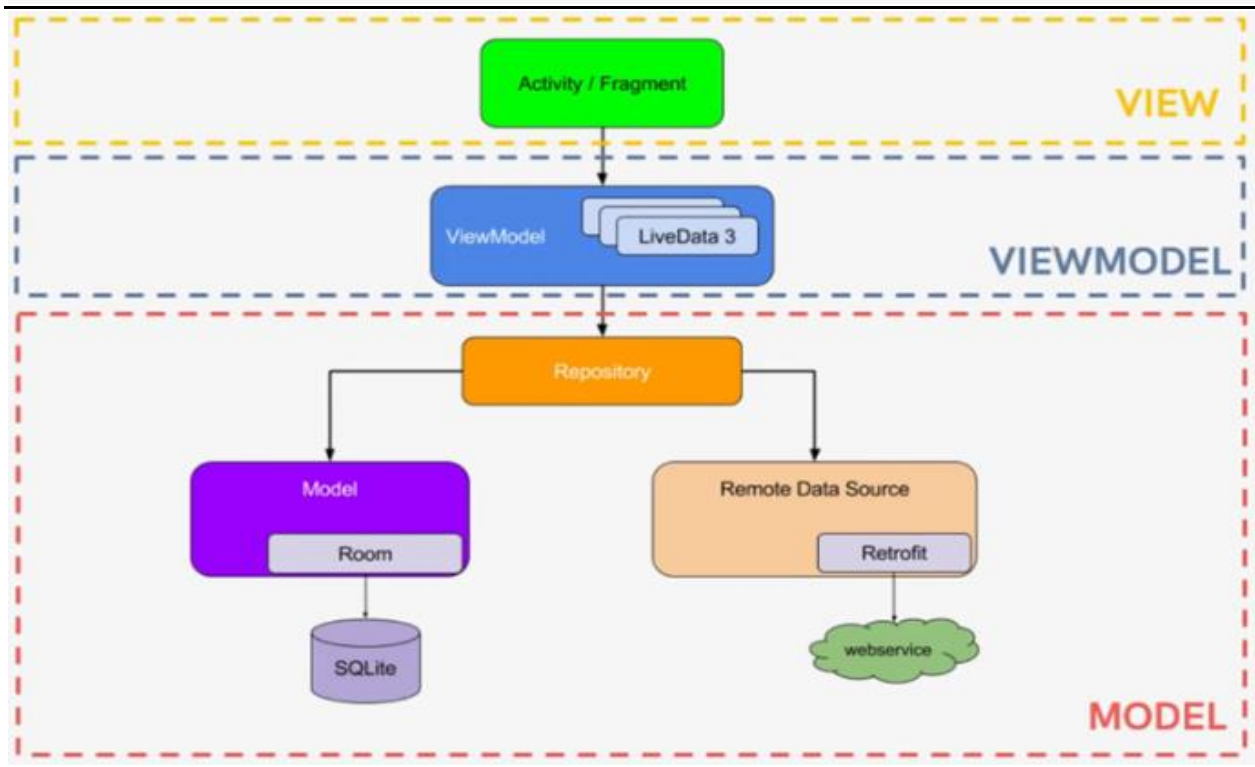 Activity / Fragment
VIEW
ViewModel
LiveData 3
VIEWMODEL
Repository
Model
Room
Remote Data Source
Retrofit
SQLite
webservice
MODEL